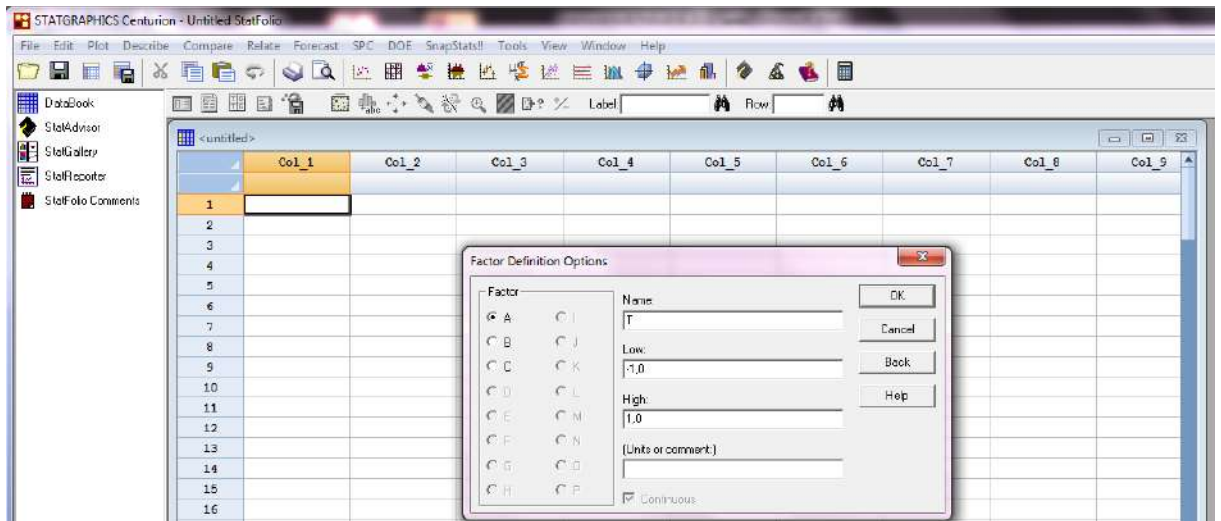 STATGRAPHICS Centurion - Untitled StatFolio
File Edit Plot Describe Compare Relate Forecast SPC DOE SnapStats!! Tools View Window Help
Label Row
DataBook
StatAdvisor
StatGallery
StatReporter
StatFolio Comments
<untitled>
Col_1 Col_2 Col_3 Col_4 Col_5 Col_6 Col_7 Col_8 Col_9
1
2
3
4
5
6
7
8
9
10
11
12
13
14
15
16
Factor Definition Options
Factor
A I
B J
C K
D L
E M
F N
G O
H P
Name:
T
Low:
-1,0
High:
1,0
(Units or comment:)
Continuous
OK
Cancel
Back
Help